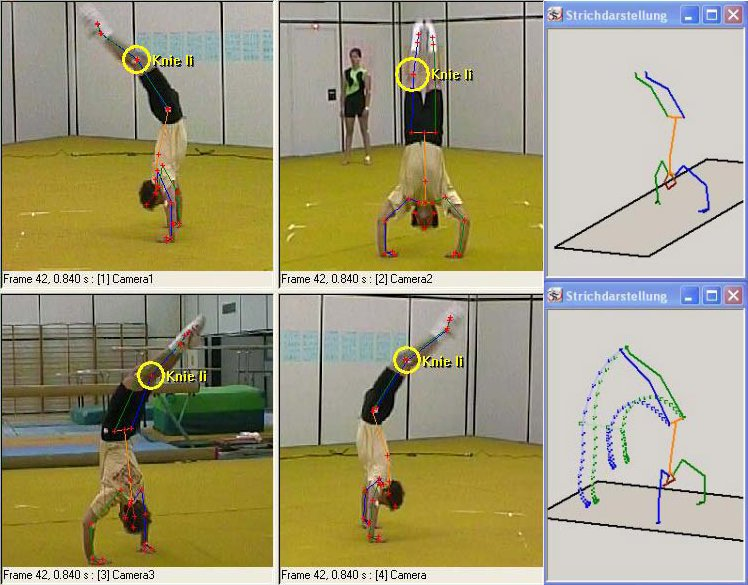 Knie li
Knie li
Strichdarstellung
Frame 42, 0.840 s : [1] Camera1
Frame 42, 0.840 s : [2] Camera2
Strichdarstellung
Knie li
Knie li
Frame 42, 0.840 s : [3] Camera3
Frame 42, 0.840 s : [4] Camera